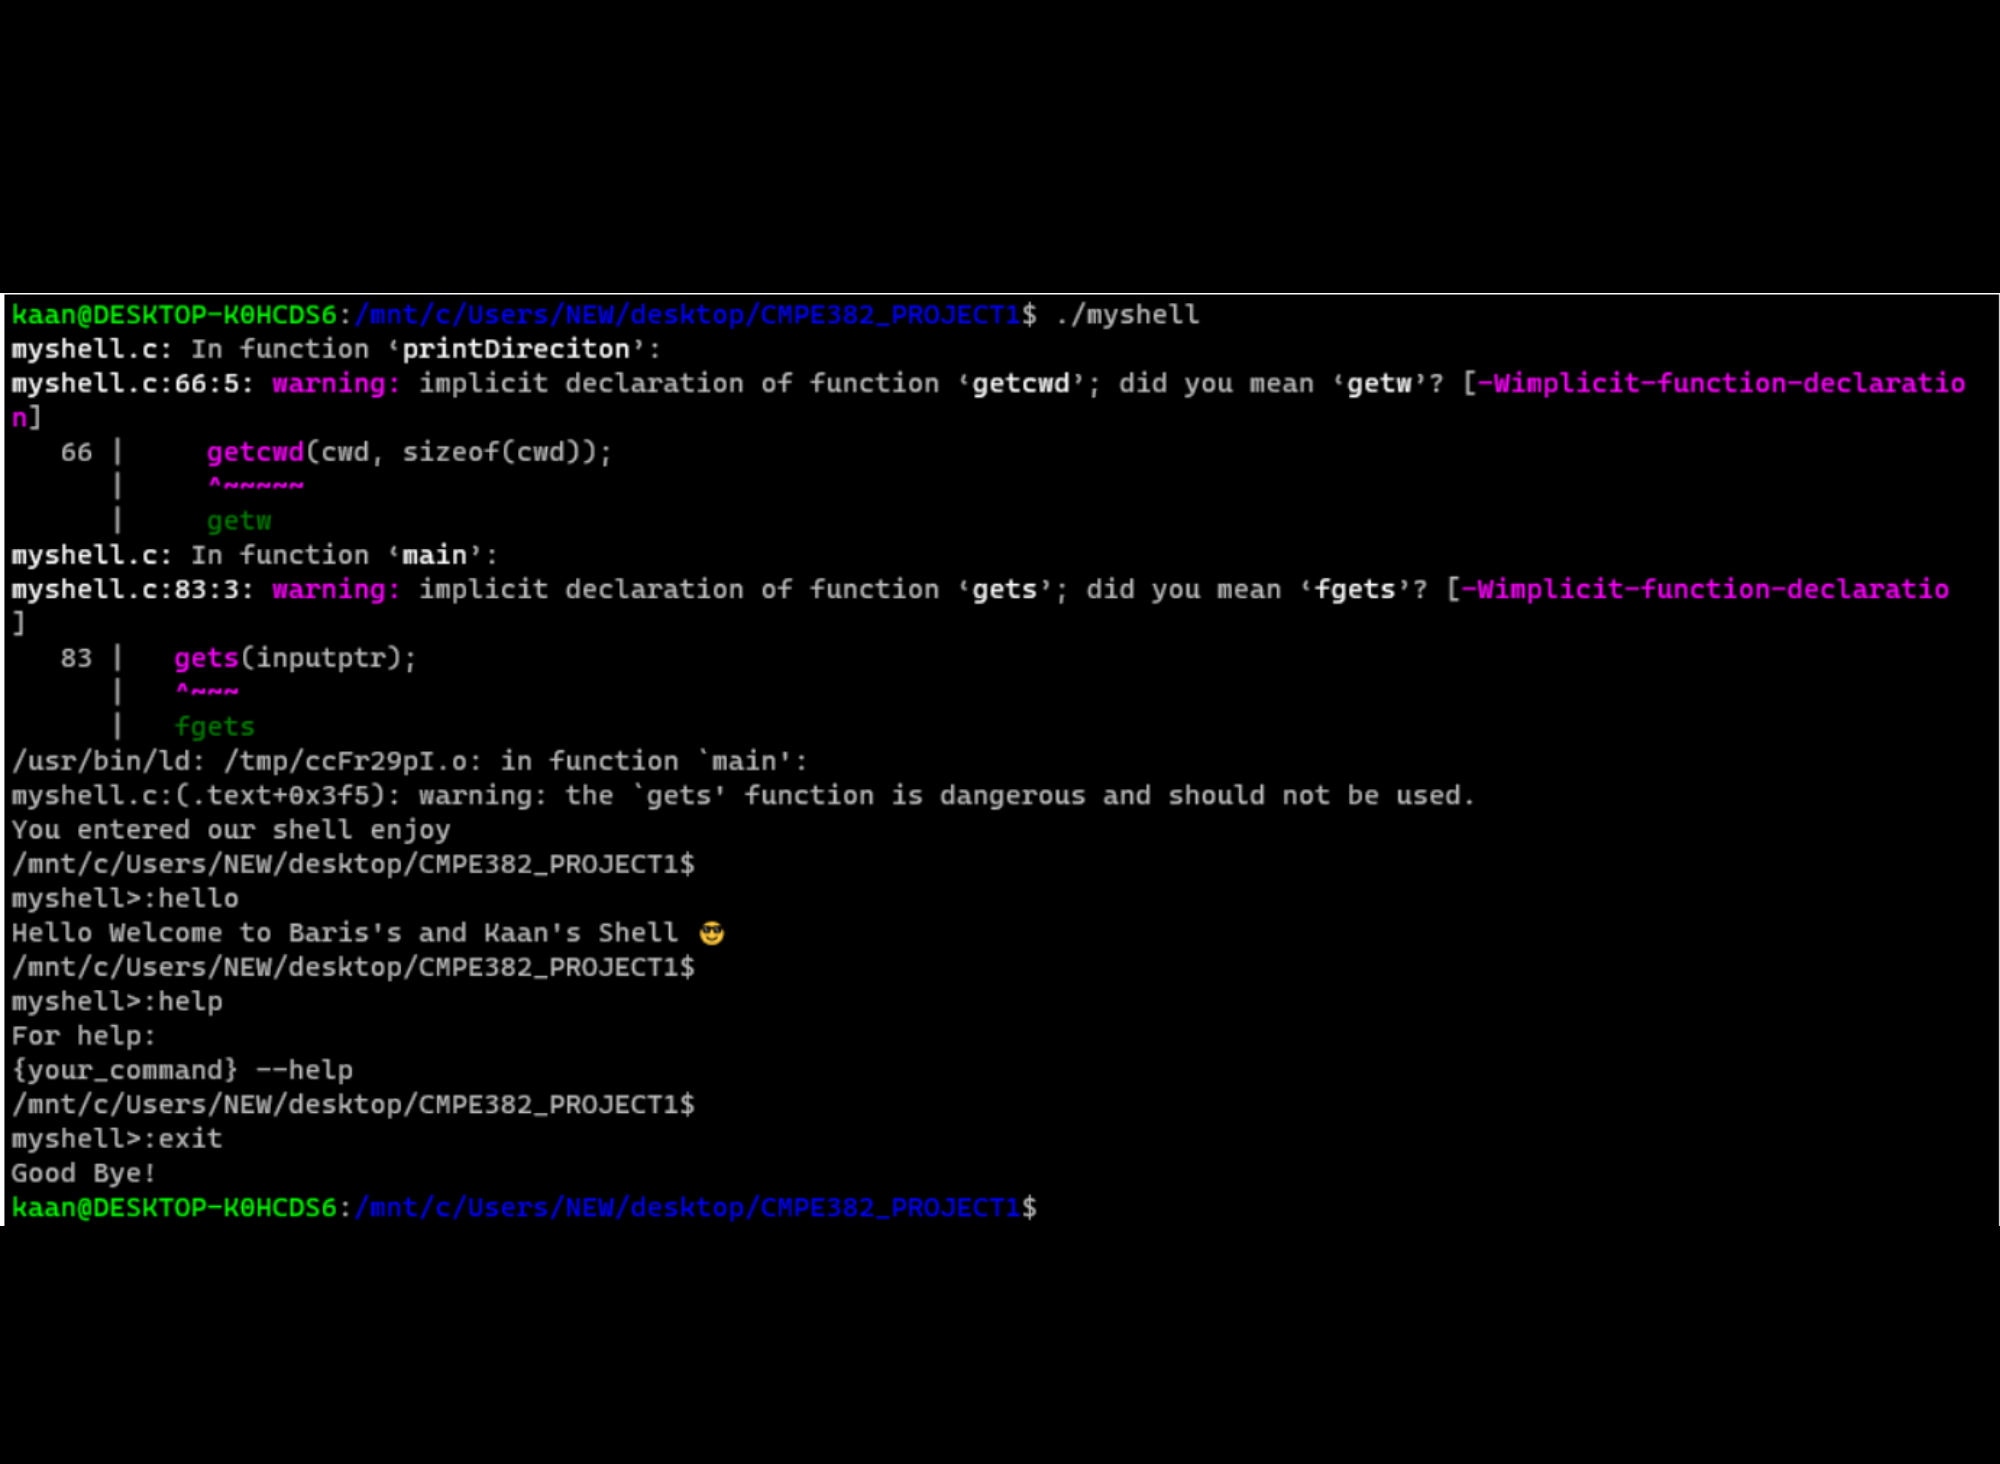 kaan@DESKTOP-K0HCDS6:/mnt/c/Users/NEW/desktop/CMPE382_PROJECT1$ ./myshell
myshell.c: In function ‘printDireciton’:
myshell.c:66:5: warning: implicit declaration of function ‘getcwd’; did you mean ‘getw’? [-Wimplicit-function-declaratio
n]
   66 |     getcwd(cwd, sizeof(cwd));
      |     ^~~~~~
      |     getw
myshell.c: In function ‘main’:
myshell.c:83:3: warning: implicit declaration of function ‘gets’; did you mean ‘fgets’? [-Wimplicit-function-declaratio
]
   83 |   gets(inputptr);
      |   ^~~~
      |   fgets
/usr/bin/ld: /tmp/ccFr29pI.o: in function `main':
myshell.c:(.text+0x3f5): warning: the `gets' function is dangerous and should not be used.
You entered our shell enjoy
/mnt/c/Users/NEW/desktop/CMPE382_PROJECT1$
myshell>:hello
Hello Welcome to Baris's and Kaan's Shell 😎
/mnt/c/Users/NEW/desktop/CMPE382_PROJECT1$
myshell>:help
For help:
{your_command} --help
/mnt/c/Users/NEW/desktop/CMPE382_PROJECT1$
myshell>:exit
Good Bye!
kaan@DESKTOP-K0HCDS6:/mnt/c/Users/NEW/desktop/CMPE382_PROJECT1$